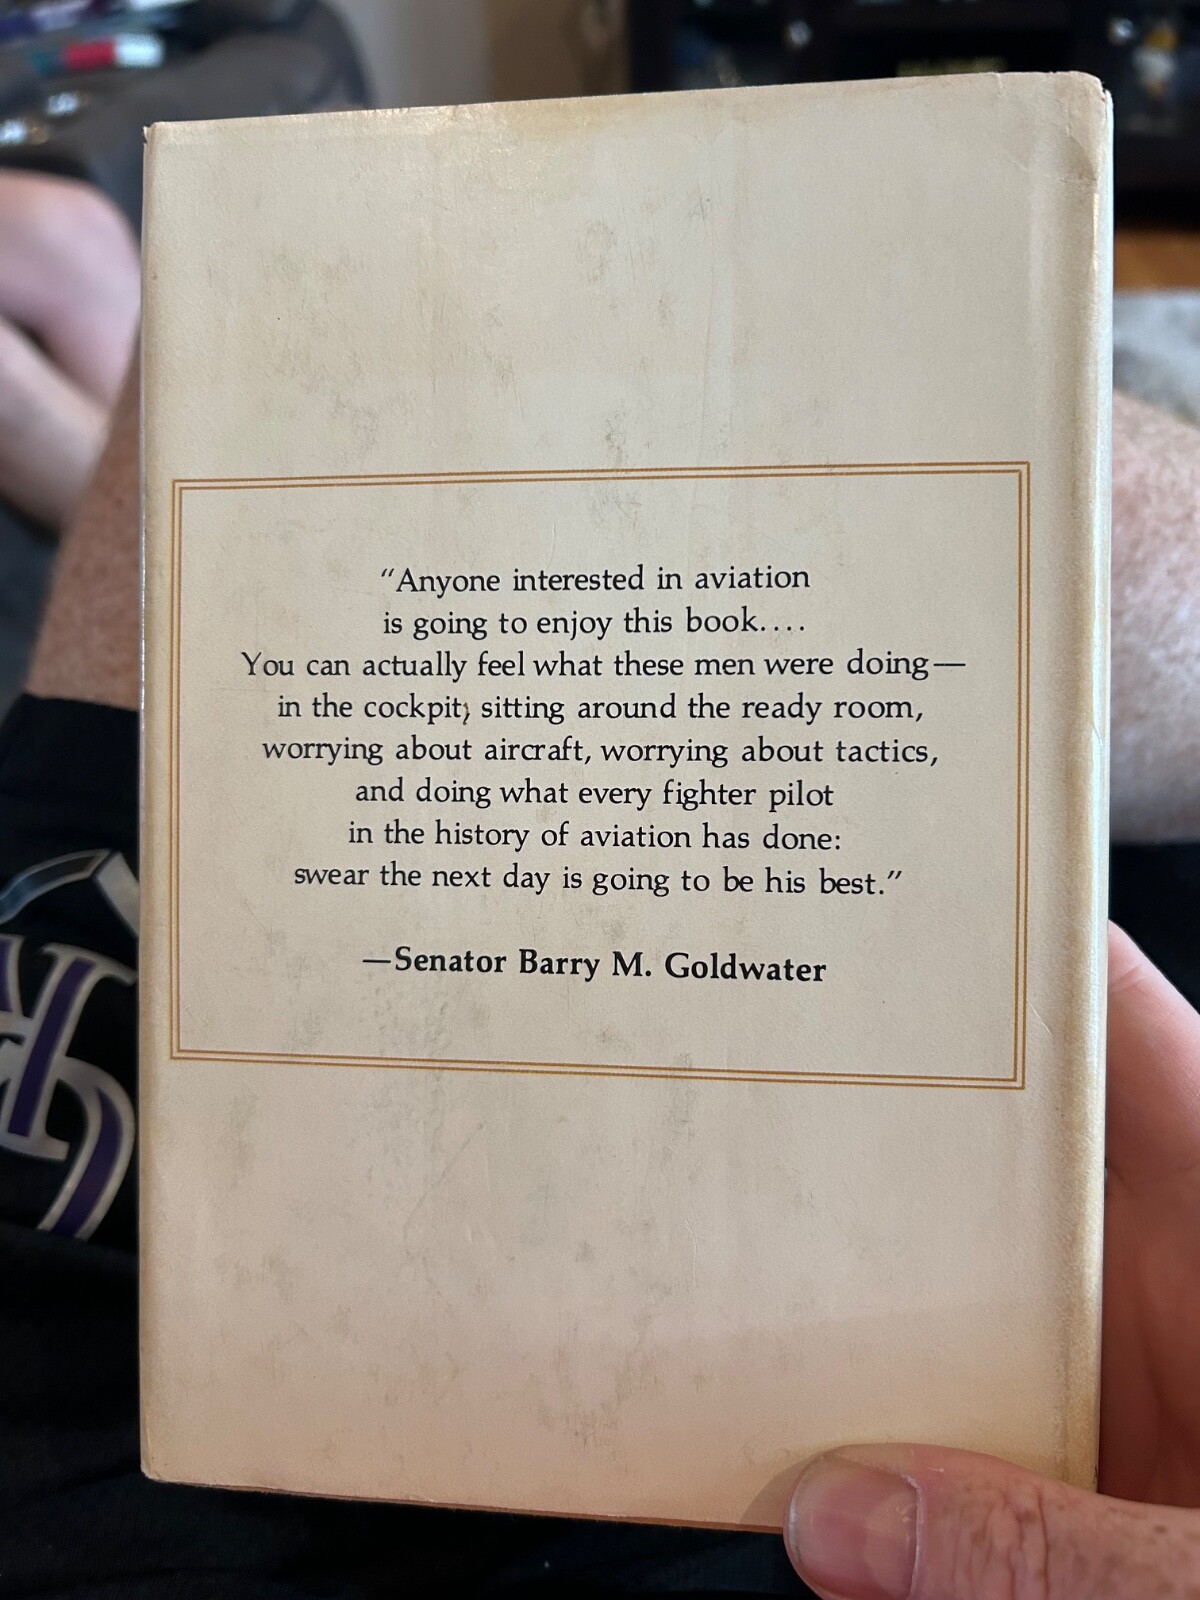 “Anyone interested in aviation
is going to enjoy this book....
You can actually feel what these men were doing—
in the cockpit, sitting around the ready room,
worrying about aircraft, worrying about tactics,
and doing what every fighter pilot
in the history of aviation has done:
swear the next day is going to be his best.”
—Senator Barry M. Goldwater